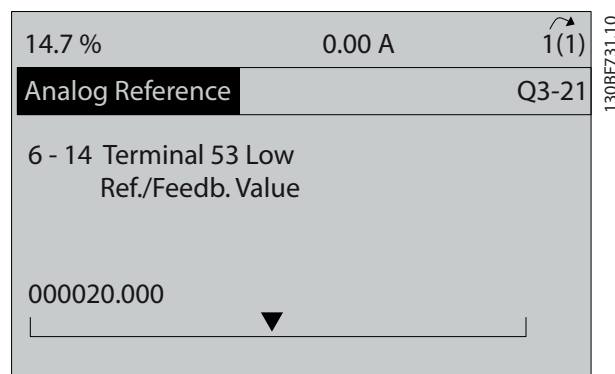 14.7 % 0.00 A 1(1)
Analog Reference Q3-21
6 - 14 Terminal 53 Low
Ref./Feedb. Value
000020.000
130BF731.10